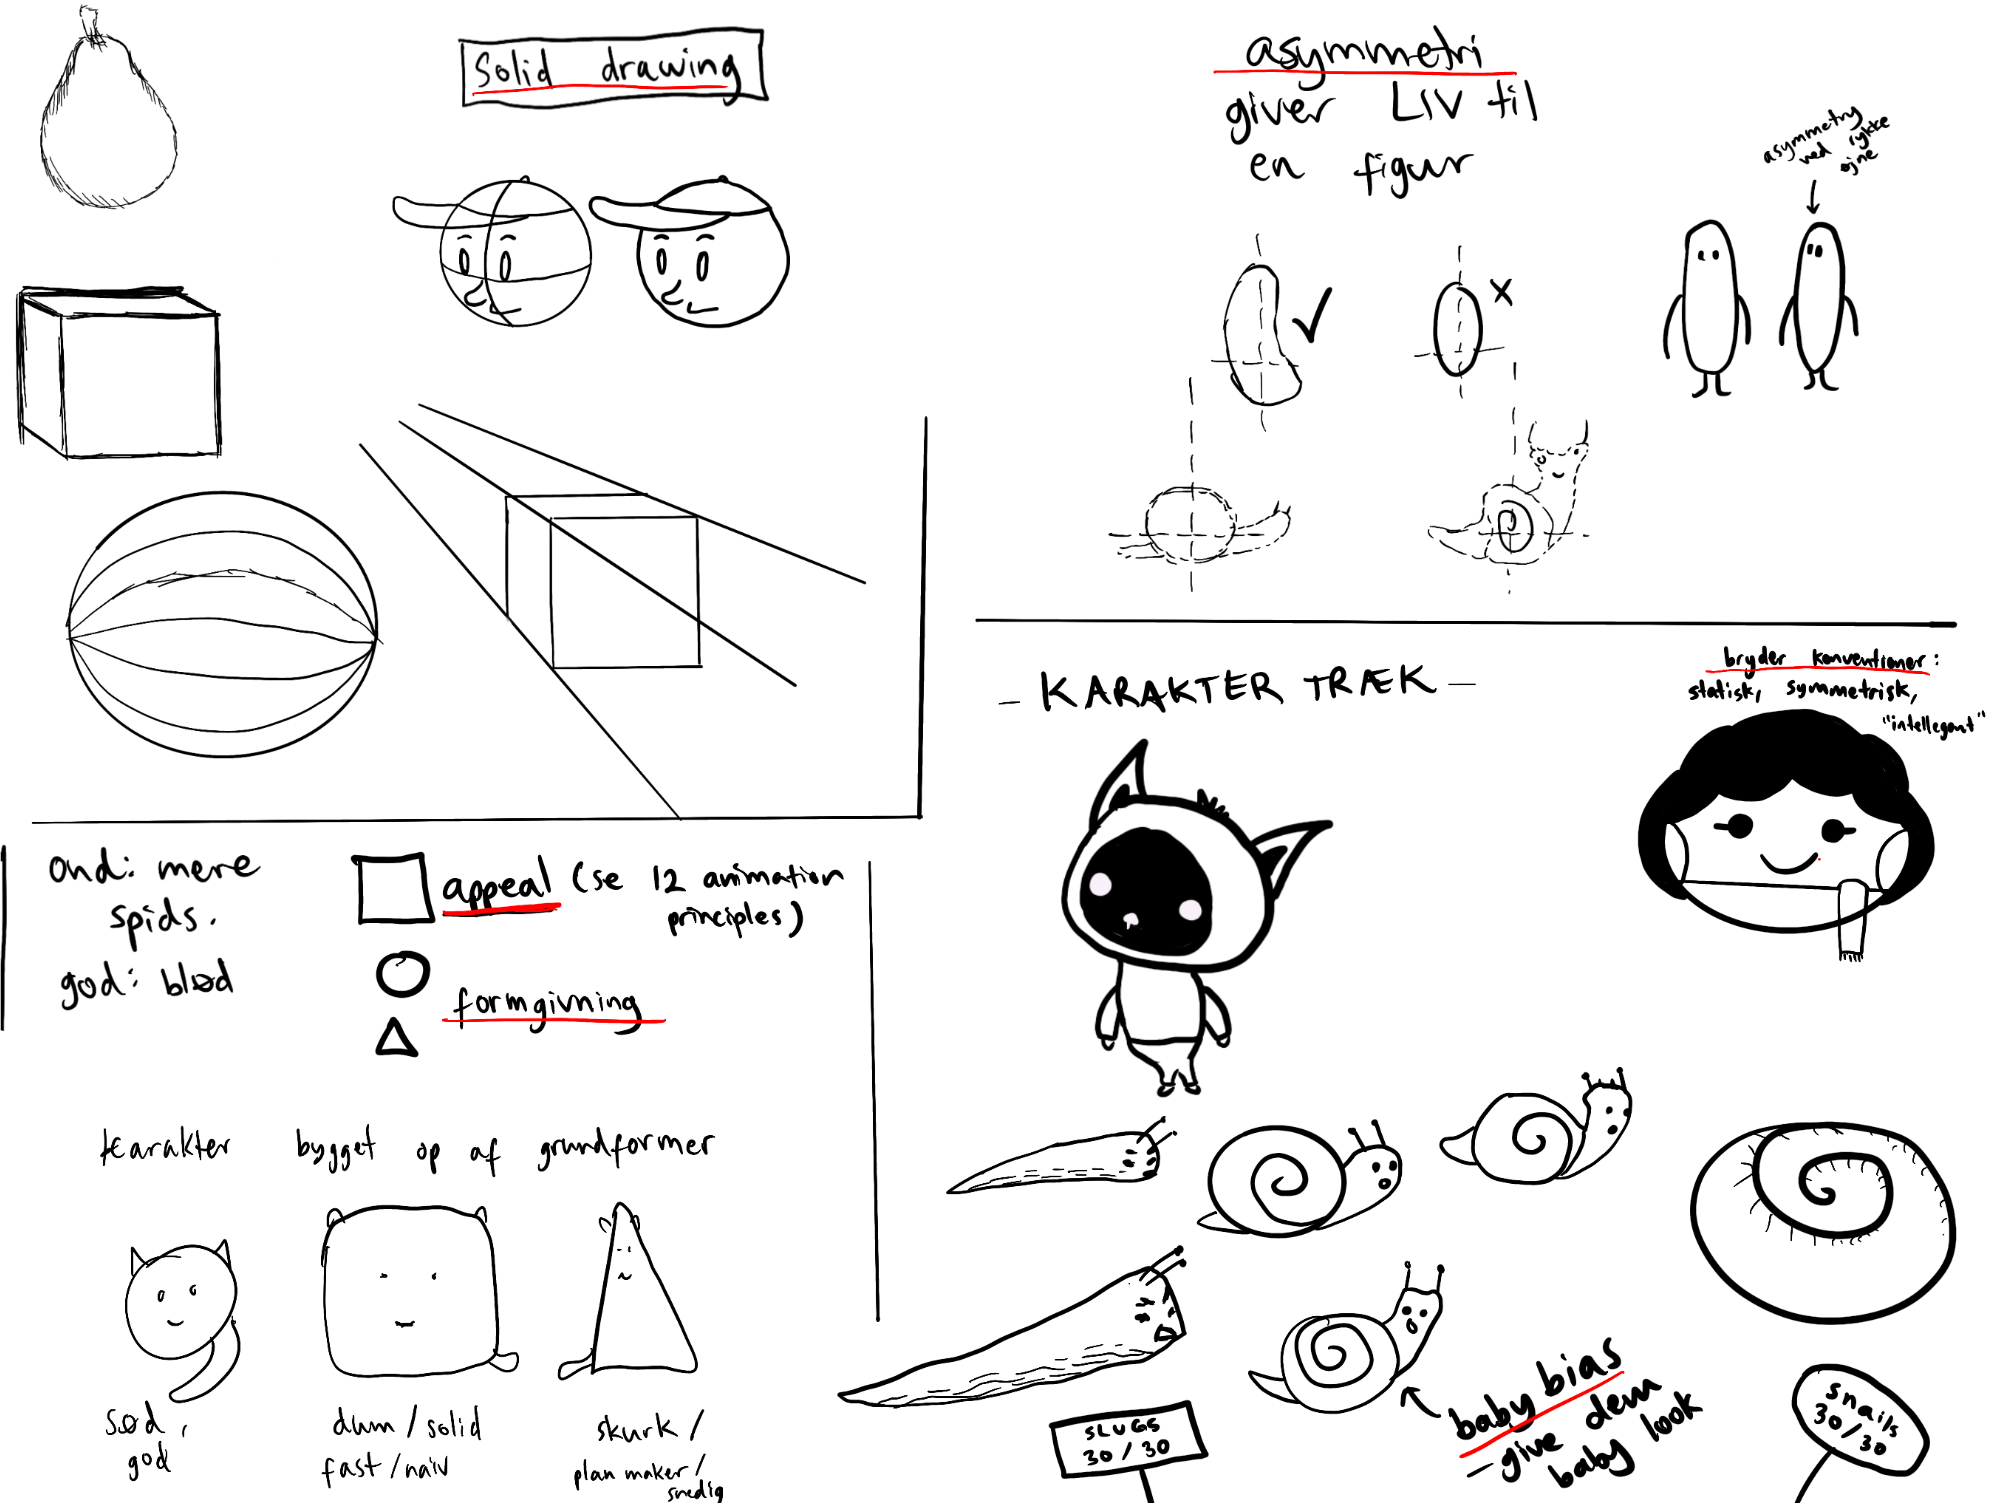 Solid drawing
asymmetri
giver LIV til
en figur
asymmetry
ved rykke
øjne
- KARAKTER TRÆK -
bryder konventioner:
statisk, symmetrisk,
"intellegent"
ond: mere
spids.
god: blød
appeal (se 12 animation
principles)
formgivning
Karakter bygget op af grundformer
sød,
god
dum / solid
fast / naiv
skurk /
plan maker /
snedig
SLUGS
30 / 30
baby bias
- give dem
baby look
snails
30 / 30